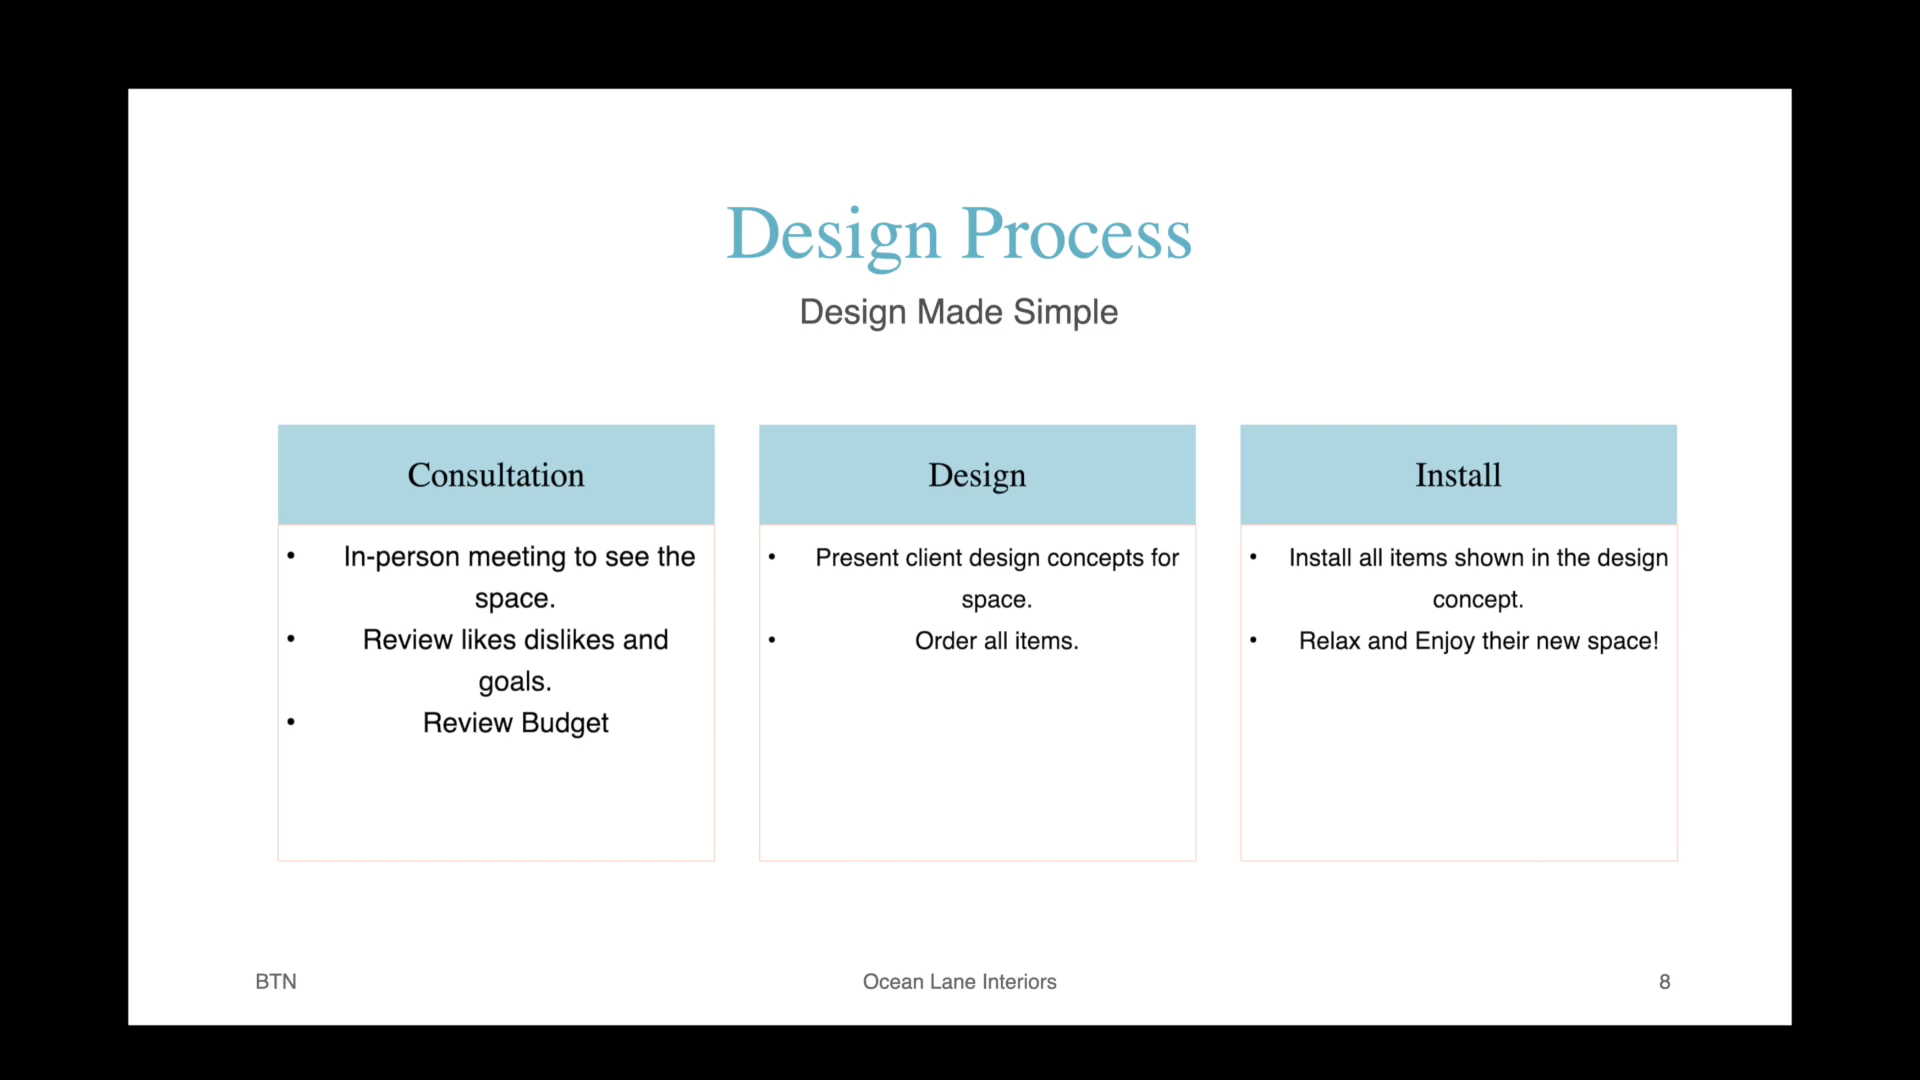 Design Process
Design Made Simple
Consultation
• In-person meeting to see the
space.
• Review likes dislikes and
goals.
• Review Budget
Design
• Present client design concepts for
space.
• Order all items.
Install
• Install all items shown in the design
concept.
• Relax and Enjoy their new space!
BTN
Ocean Lane Interiors
8